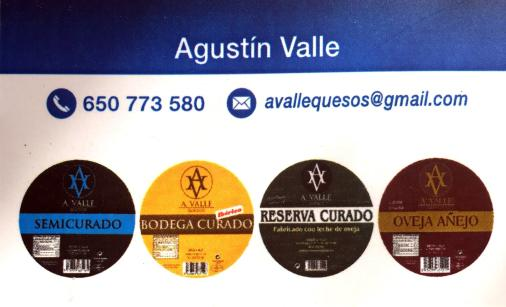 Agustín Valle
650 773 580
avallequesos@gmail.com
A. VALLE
SEMICURADO
A. VALLE
Ibérico
BODEGA CURADO
A. VALLE
RESERVA CURADO
Fabricado con leche de oveja
A. VALLE
OVEJA AÑEJO